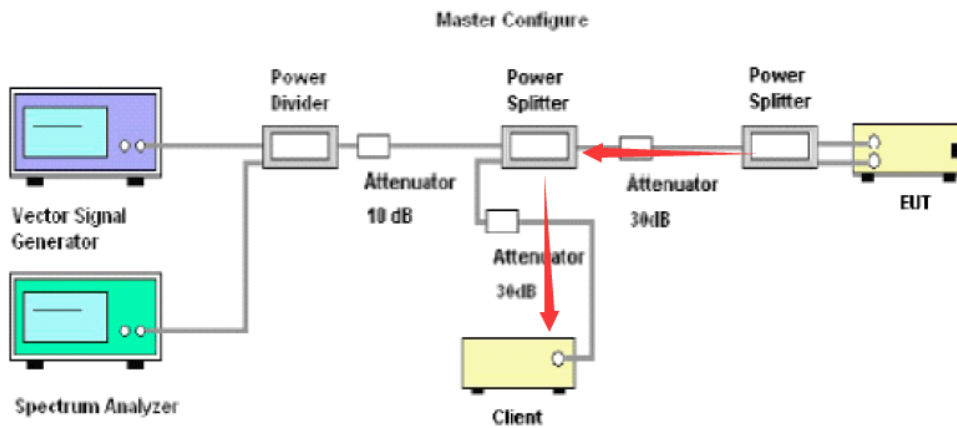 Master Configure
Power
Divider
Power
Splitter
Power
Splitter
Attenuator
10 dB
Attenuator
30dB
EUT
Vector Signal
Generator
Attenuator
30dB
Spectrum Analyzer
Client